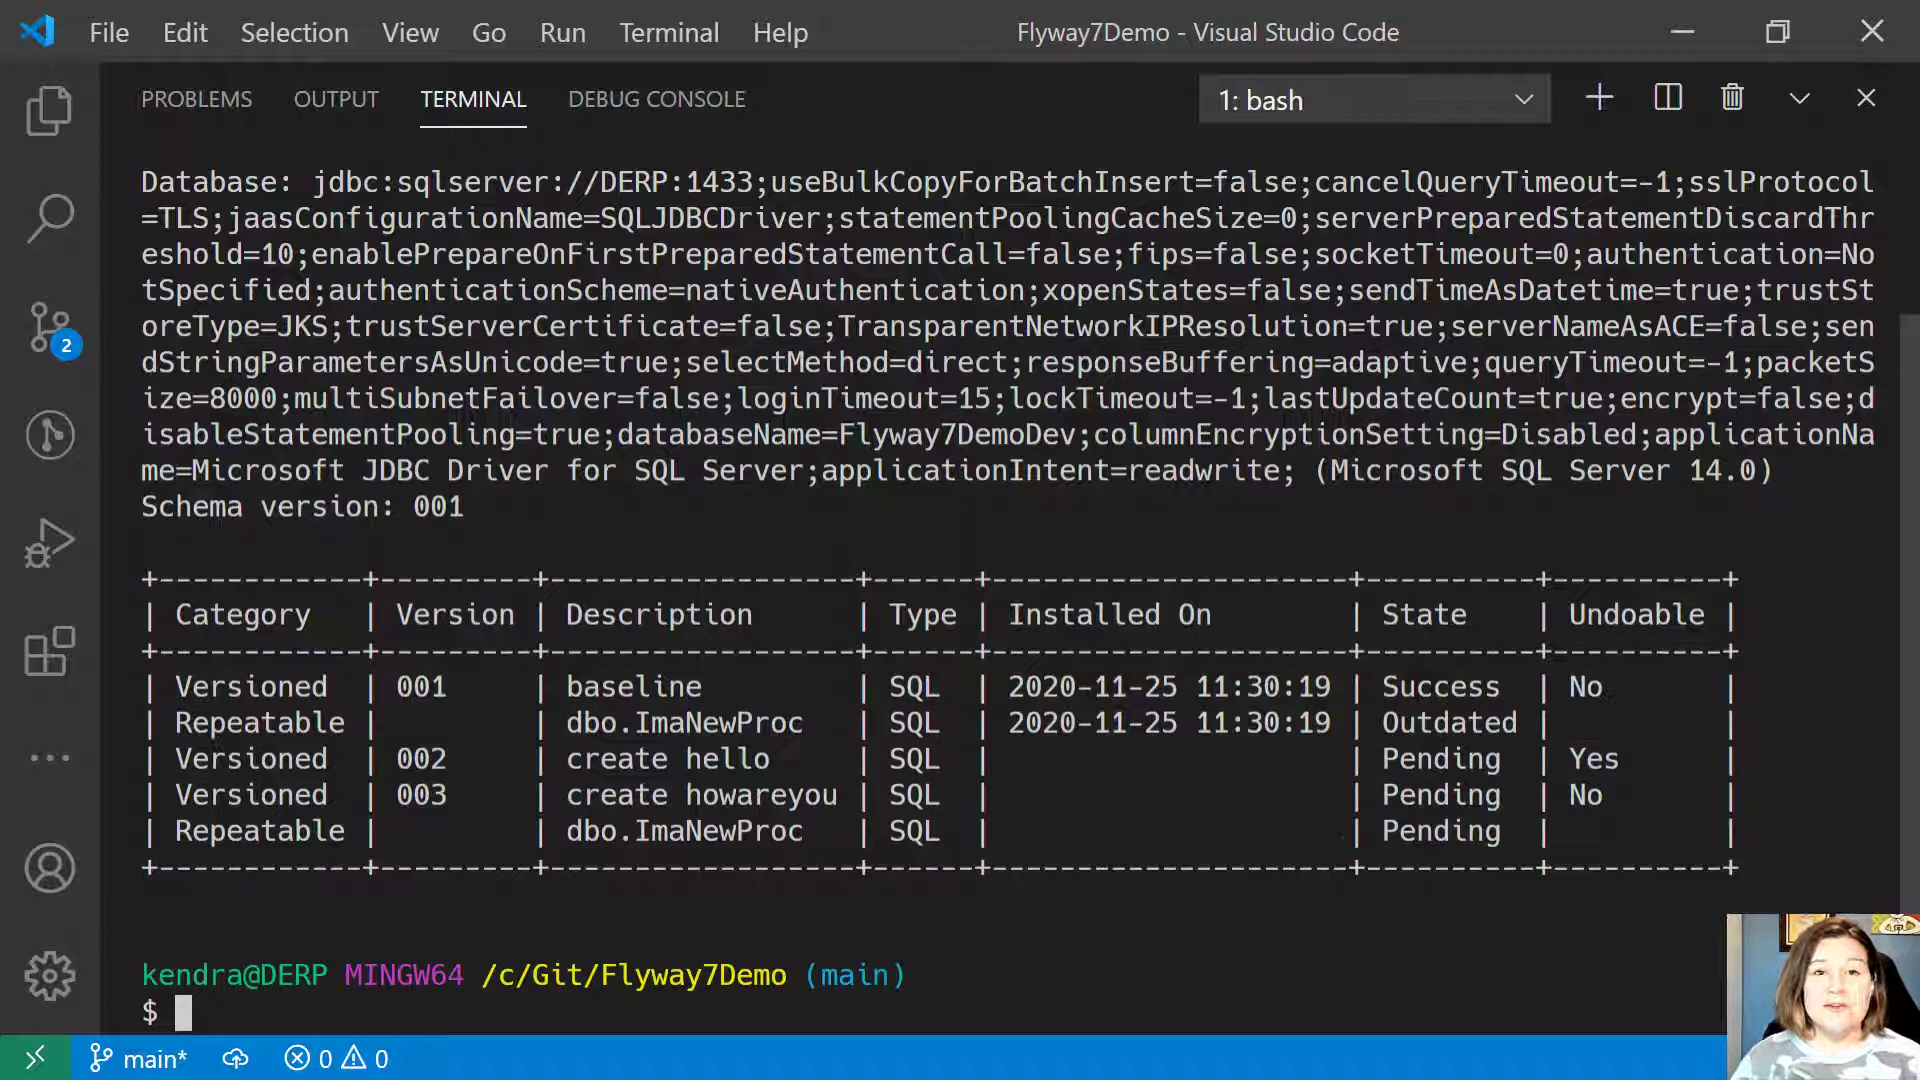 File Edit Selection View Go Run Terminal Help Flyway7Demo - Visual Studio Code
PROBLEMS OUTPUT TERMINAL DEBUG CONSOLE 1: bash
Database: jdbc:sqlserver://DERP:1433;useBulkCopyForBatchInsert=false;cancelQueryTimeout=-1;sslProtocol
=TLS;jaasConfigurationName=SQLJDBCDriver;statementPoolingCacheSize=0;serverPreparedStatementDiscardThr
eshold=10;enablePrepareOnFirstPreparedStatementCall=false;fips=false;socketTimeout=0;authentication=No
tSpecified;authenticationScheme=nativeAuthentication;xopenStates=false;sendTimeAsDatetime=true;trustSt
oreType=JKS;trustServerCertificate=false;TransparentNetworkIPResolution=true;serverNameAsACE=false;sen
dStringParametersAsUnicode=true;selectMethod=direct;responseBuffering=adaptive;queryTimeout=-1;packetS
ize=8000;multiSubnetFailover=false;loginTimeout=15;lockTimeout=-1;lastUpdateCount=true;encrypt=false;d
isableStatementPooling=true;databaseName=Flyway7DemoDev;columnEncryptionSetting=Disabled;applicationNa
me=Microsoft JDBC Driver for SQL Server;applicationIntent=readwrite; (Microsoft SQL Server 14.0)
Schema version: 001
+------------+---------+------------------+------+---------------------+----------+----------+
| Category | Version | Description | Type | Installed On | State | Undoable |
+------------+---------+------------------+------+---------------------+----------+----------+
| Versioned | 001 | baseline | SQL | 2020-11-25 11:30:19 | Success | No |
| Repeatable | | dbo.ImaNewProc | SQL | 2020-11-25 11:30:19 | Outdated | |
| Versioned | 002 | create hello | SQL | | Pending | Yes |
| Versioned | 003 | create howareyou | SQL | | Pending | No |
| Repeatable | | dbo.ImaNewProc | SQL | | Pending | |
+------------+---------+------------------+------+---------------------+----------+----------+
kendra@DERP MINGW64 /c/Git/Flyway7Demo (main)
$
2
main* 0 0